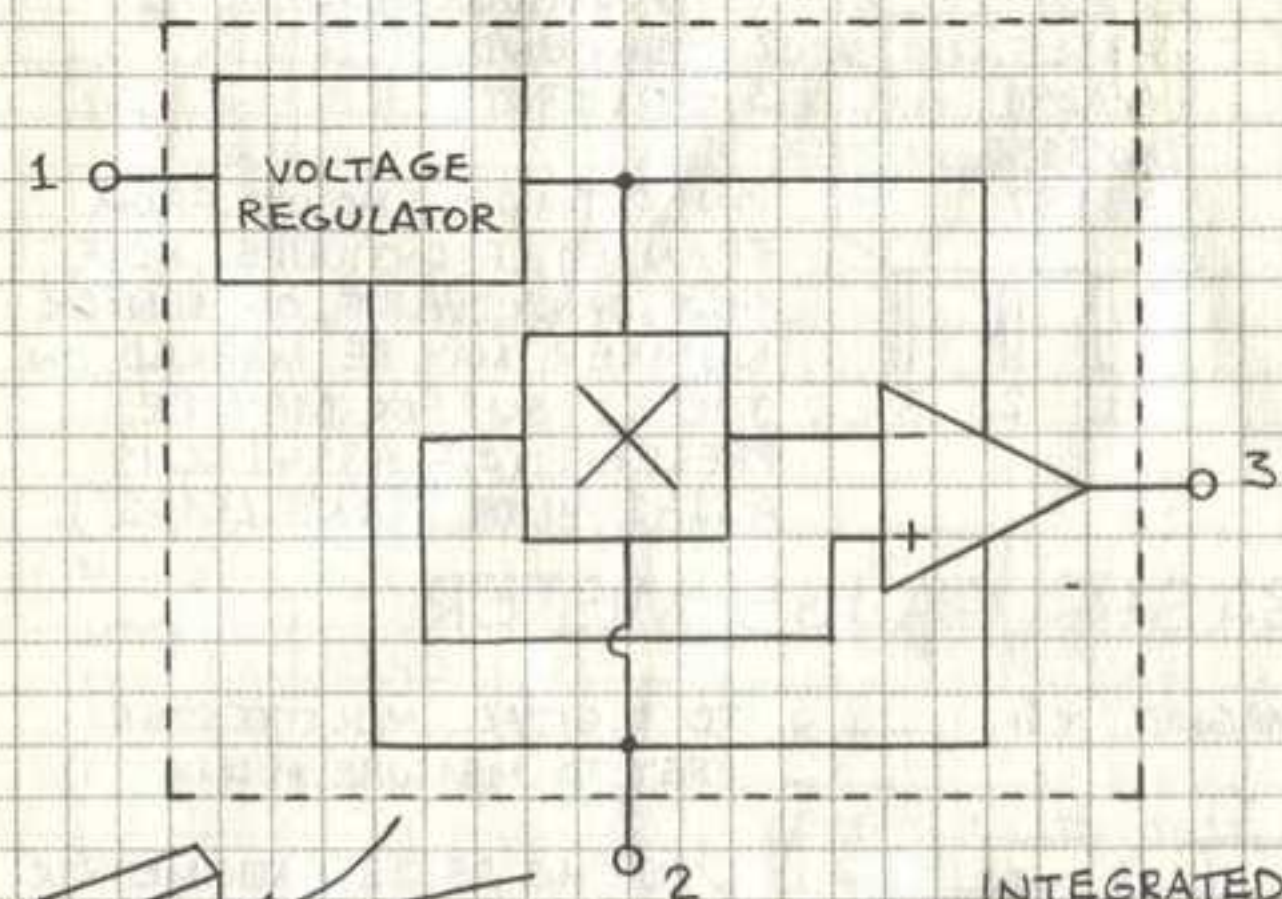 1
VOLTAGE
REGULATOR
−
+
3
2
INTEGRATED